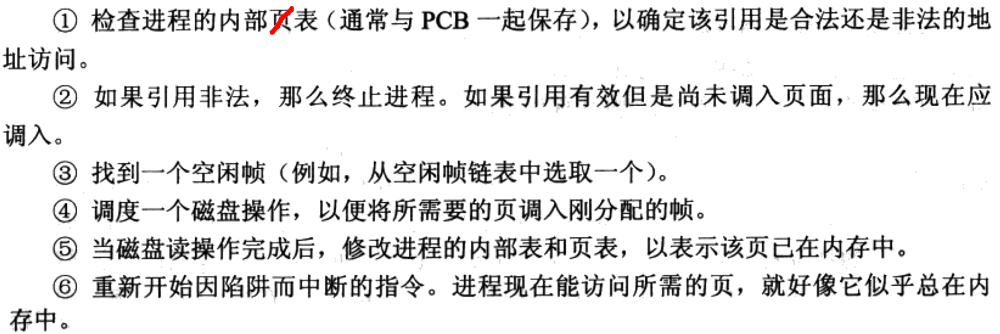 ① 检查进程的内部页表（通常与 PCB 一起保存），以确定该引用是合法还是非法的地
址访问。
② 如果引用非法，那么终止进程。如果引用有效但是尚未调入页面，那么现在应
调入。
③ 找到一个空闲帧（例如，从空闲帧链表中选取一个）。
④ 调度一个磁盘操作，以便将所需要的页调入刚分配的帧。
⑤ 当磁盘读操作完成后，修改进程的内部表和页表，以表示该页已在内存中。
⑥ 重新开始因陷阱而中断的指令。进程现在能访问所需的页，就好像它似乎总在内
存中。